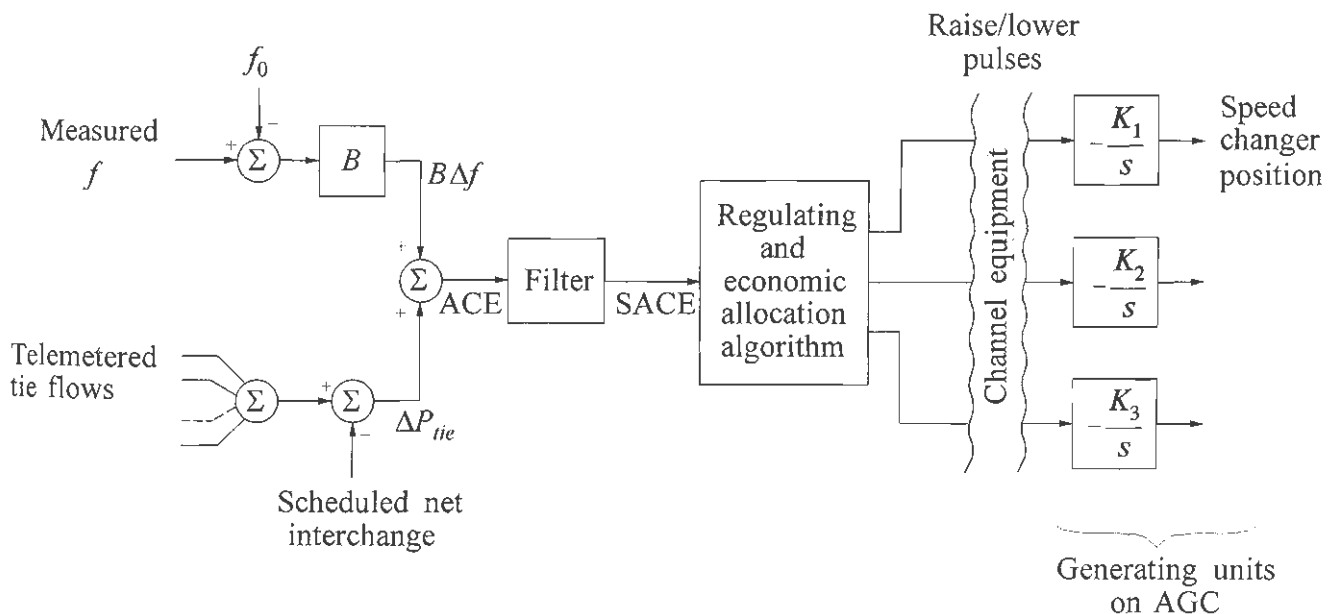 Raise/lower
pulses
f₀
Measured
f
+
−
Σ
B
BΔf
+
Σ
+
ACE
Filter
SACE
Regulating
and
economic
allocation
algorithm
Channel equipment
−K₁/s
Speed
changer
position
−K₂/s
−K₃/s
Telemetered
tie flows
Σ
+
Σ
−
ΔP_tie
Scheduled net
interchange
Generating units
on AGC